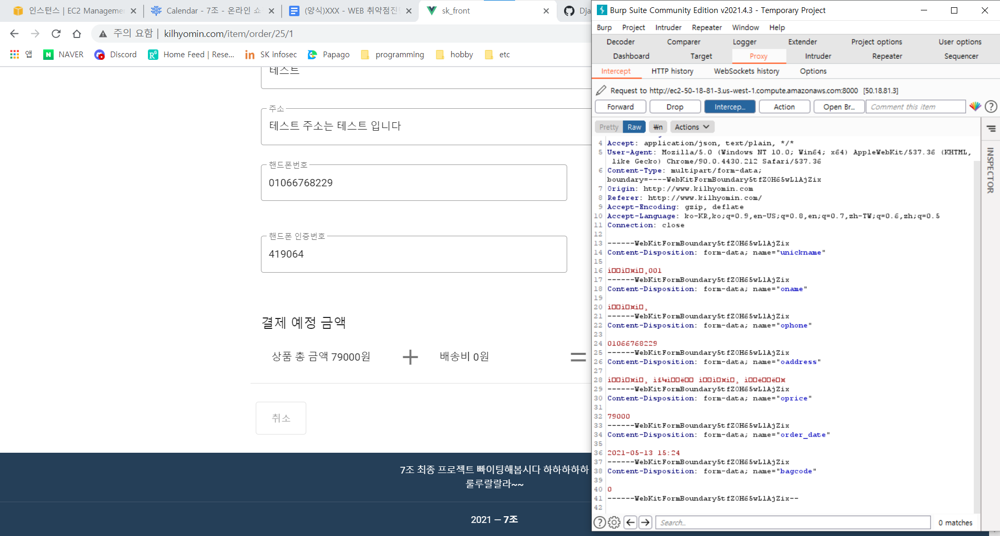 인스턴스 | EC2 Manageme
Calendar - 7조 - 온라인 쇼
(양식)XXX - WEB 취약점진
sk_front
Dja
주의 요함 | kilhyomin.com/item/order/25/1
앱 NAVER Discord Home Feed | Rese... SK infosec Papago programming hobby etc
테스트
주소
테스트 주소는 테스트 입니다
핸드폰번호
01066768229
핸드폰 인증번호
419064
결제 예정 금액
상품 총 금액 79000원 + 배송비 0원 =
취소
7조 최종 프로젝트 빠이팅해봅시다 하하하하하
룰루랄랄라~~
2021 — 7조
Burp Suite Community Edition v2021.4.3 - Temporary Project
Burp Project Intruder Repeater Window Help
Decoder Comparer Logger Extender Project options User options
Dashboard Target Proxy Intruder Repeater Sequencer
Intercept HTTP history WebSockets history Options
Request to http://ec2-50-18-81-3.us-west-1.compute.amazonaws.com:8000 [50.18.81.3]
Forward Drop Intercep... Action Open Br... Comment this item ?
Pretty Raw ₩n Actions
INSPECTOR
4 Accept: application/json, text/plain, */*
5 User-Agent: Mozilla/5.0 (Windows NT 10.0; Win64; x64) AppleWebKit/537.36 (KHTML,
like Gecko) Chrome/90.0.4430.212 Safari/537.36
6 Content-Type: multipart/form-data;
boundary=----WebKitFormBoundary5tfZ0H65wLlAjZix
7 Origin: http://www.kilhyomin.com
8 Referer: http://www.kilhyomin.com/
9 Accept-Encoding: gzip, deflate
10 Accept-Language: ko-KR,ko;q=0.9,en-US;q=0.8,en;q=0.7,zh-TW;q=0.6,zh;q=0.5
11 Connection: close
12
13 ------WebKitFormBoundary5tfZ0H65wLlAjZix
14 Content-Disposition: form-data; name="unickname"
15
16 í□□ì□¤í□¸001
17 ------WebKitFormBoundary5tfZ0H65wLlAjZix
18 Content-Disposition: form-data; name="oname"
19
20 í□□ì□¤í□¸
21 ------WebKitFormBoundary5tfZ0H65wLlAjZix
22 Content-Disposition: form-data; name="ophone"
23
24 01066768229
25 ------WebKitFormBoundary5tfZ0H65wLlAjZix
26 Content-Disposition: form-data; name="oaddress"
27
28 í□□ì□¤í□¸ ì£¼ì□□ë□□ í□□ì□¤í□¸ ì□□ë□□ë□¤
29 ------WebKitFormBoundary5tfZ0H65wLlAjZix
30 Content-Disposition: form-data; name="oprice"
31
32 79000
33 ------WebKitFormBoundary5tfZ0H65wLlAjZix
34 Content-Disposition: form-data; name="order_date"
35
36 2021-05-13 15:24
37 ------WebKitFormBoundary5tfZ0H65wLlAjZix
38 Content-Disposition: form-data; name="bagcode"
39
40 0
41 ------WebKitFormBoundary5tfZ0H65wLlAjZix--
42
? Search... 0 matches